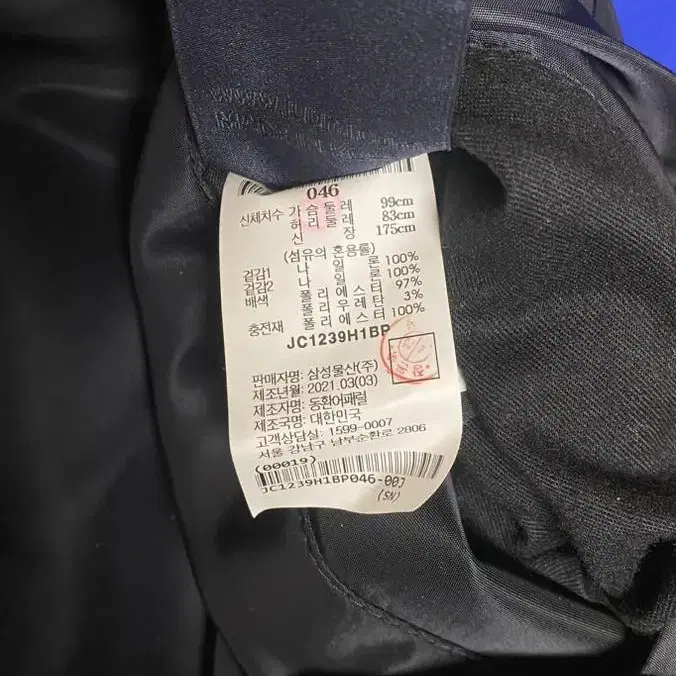 046
신체치수 가슴둘레 99cm
허리둘레 83cm
신장 175cm
(섬유의 혼용률)
겉감1 나일론 100%
겉감2 나일론 100%
배색 폴리에스터 97%
폴리우레탄 3%
충전재 폴리에스터 100%
JC1239H1BP
판매자명: 삼성물산(주)
제조년월: 2021.03(03)
제조자명: 동환어패럴
제조국명: 대한민국
고객상담실: 1599-0007
서울 강남구 남부순환로 2806
(00019)
JC1239H1BP046-00J
(SN)